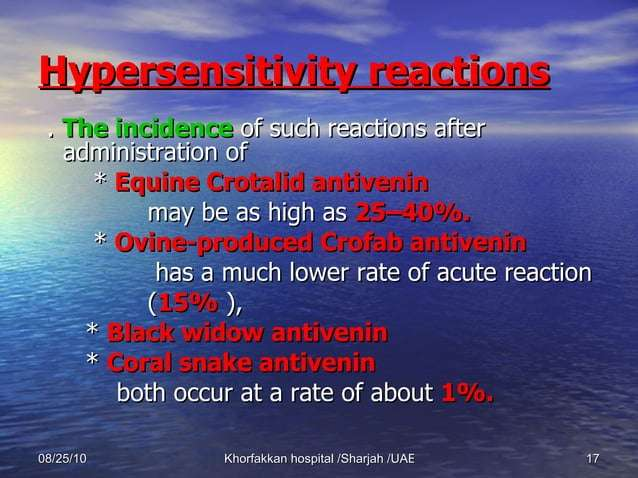 Hypersensitivity reactions
. The incidence of such reactions after
administration of
* Equine Crotalid antivenin
may be as high as 25–40%.
* Ovine-produced Crofab antivenin
has a much lower rate of acute reaction
(15% ),
* Black widow antivenin
* Coral snake antivenin
both occur at a rate of about 1%.
08/25/10 Khorfakkan hospital /Sharjah /UAE 17